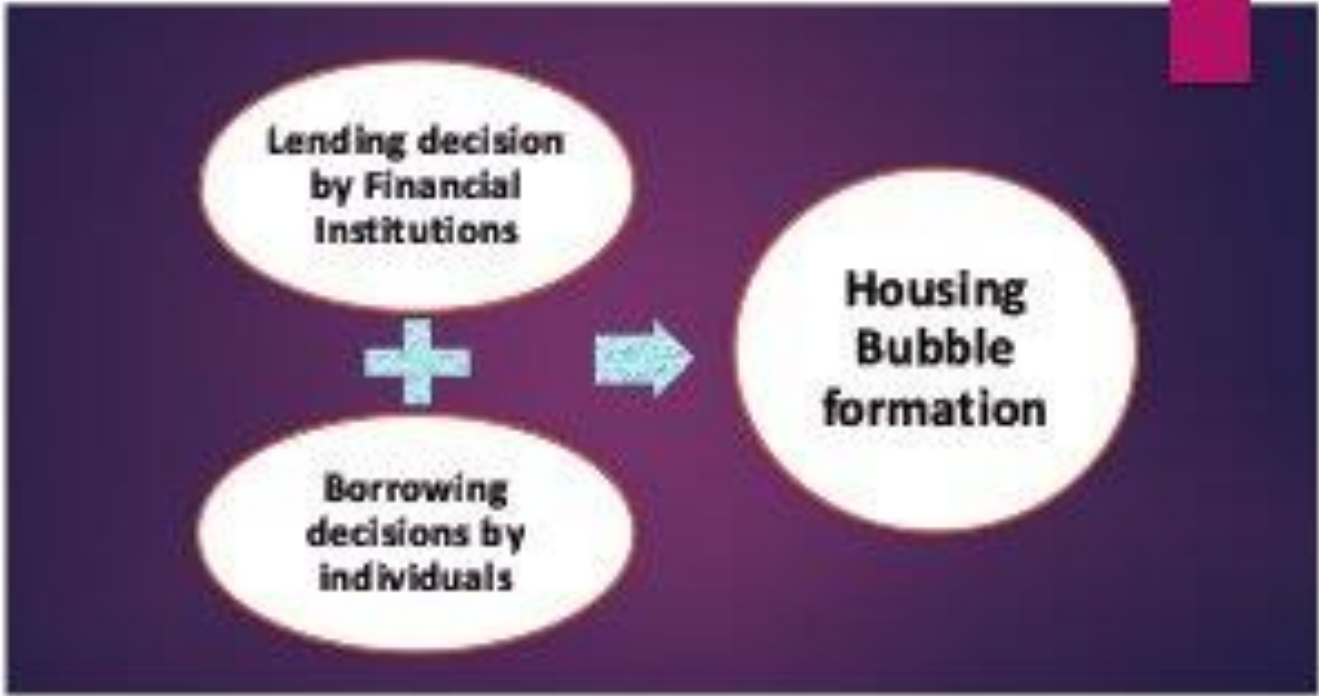 Lending decision
by Financial
Institutions
Borrowing
decisions by
individuals
Housing
Bubble
formation